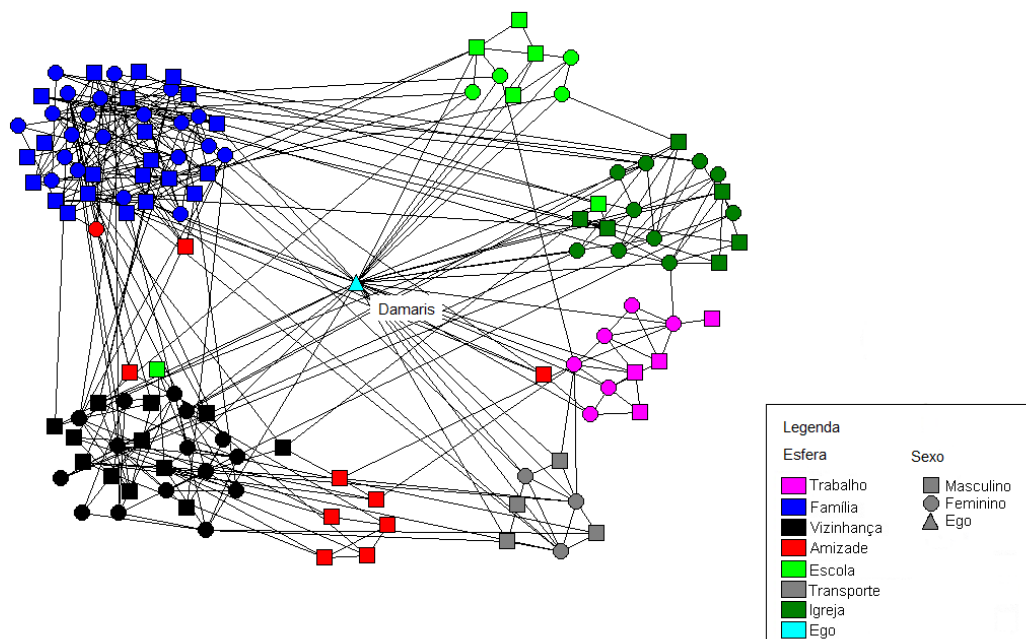 Damaris
Legenda
Esfera
Sexo
Trabalho
Família
Vizinhança
Amizade
Escola
Transporte
Igreja
Ego
Masculino
Feminino
Ego